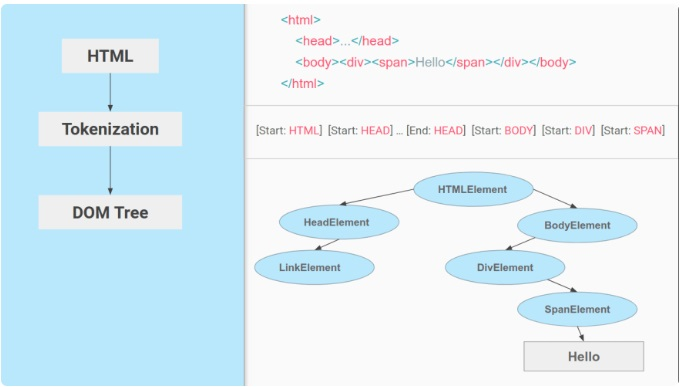 HTML
Tokenization
DOM Tree
<html>
<head>...</head>
<body><div><span>Hello</span></div></body>
</html>
[Start: HTML] [Start: HEAD] ... [End: HEAD] [Start: BODY] [Start: DIV] [Start: SPAN]
HTMLElement
HeadElement
BodyElement
LinkElement
DivElement
SpanElement
Hello